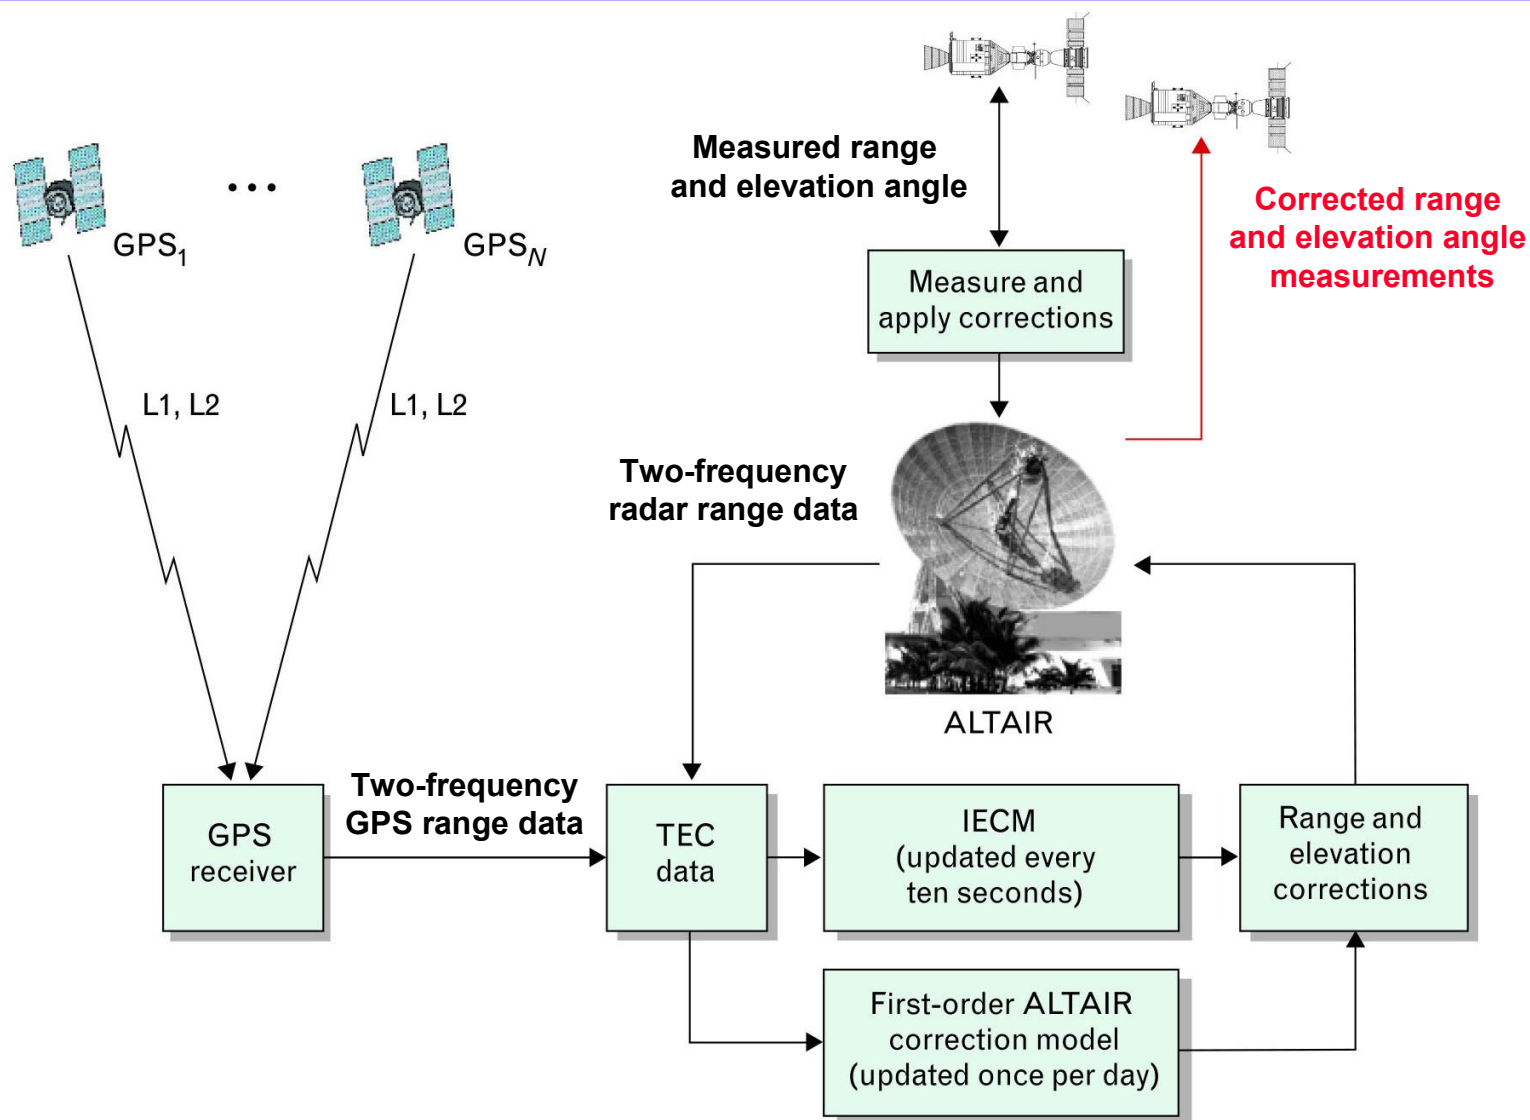 Measured range
and elevation angle
Corrected range
and elevation angle
measurements
...
GPS1
GPSN
Measure and
apply corrections
L1, L2
L1, L2
Two-frequency
radar range data
ALTAIR
Two-frequency
GPS range data
GPS
receiver
TEC
data
IECM
(updated every
ten seconds)
Range and
elevation
corrections
First-order ALTAIR
correction model
(updated once per day)